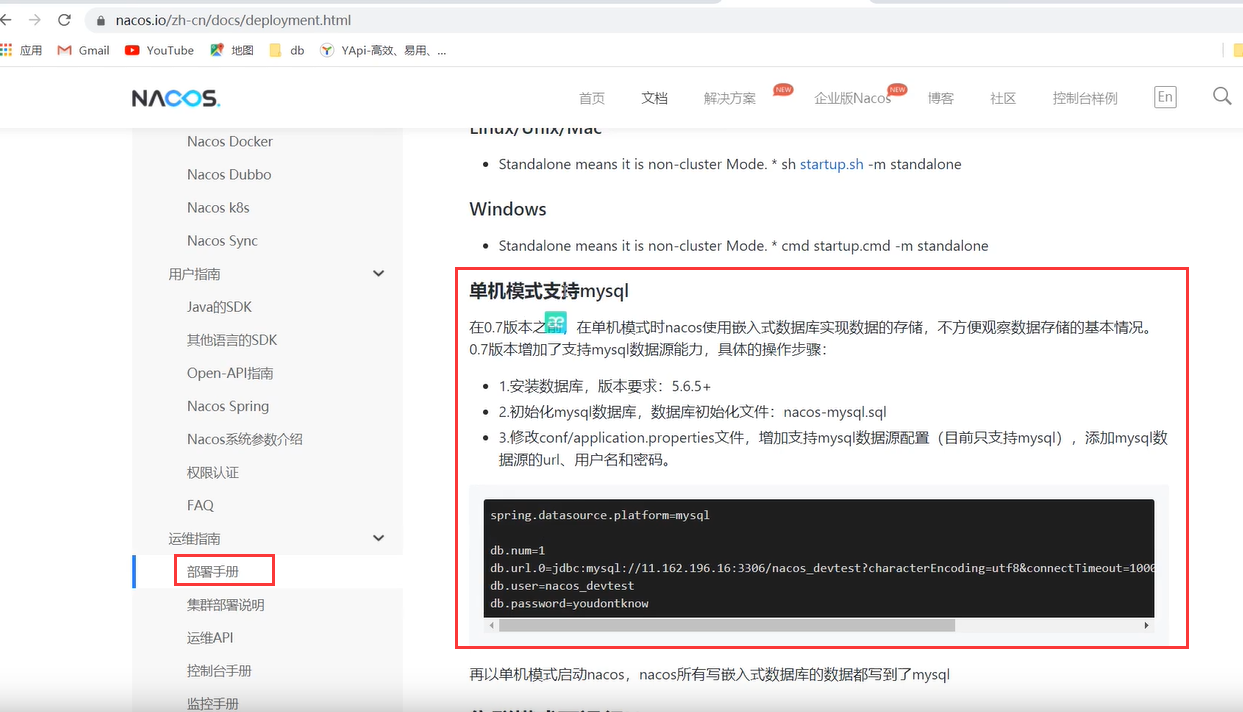 nacos.io/zh-cn/docs/deployment.html
应用 Gmail YouTube 地图 db YApi-高效、易用、...
NACOS. 首页 文档 解决方案 NEW 企业版Nacos NEW 博客 社区 控制台样例 En
Nacos Docker
Nacos Dubbo
Nacos k8s
Nacos Sync
用户指南
Java的SDK
其他语言的SDK
Open-API指南
Nacos Spring
Nacos系统参数介绍
权限认证
FAQ
运维指南
部署手册
集群部署说明
运维API
控制台手册
监控手册
Linux/Unix/Mac
• Standalone means it is non-cluster Mode. * sh startup.sh -m standalone
Windows
• Standalone means it is non-cluster Mode. * cmd startup.cmd -m standalone
单机模式支持mysql
在0.7版本之前，在单机模式时nacos使用嵌入式数据库实现数据的存储，不方便观察数据存储的基本情况。
0.7版本增加了支持mysql数据源能力，具体的操作步骤：
• 1.安装数据库，版本要求：5.6.5+
• 2.初始化mysql数据库，数据库初始化文件：nacos-mysql.sql
• 3.修改conf/application.properties文件，增加支持mysql数据源配置（目前只支持mysql），添加mysql数
据源的url、用户名和密码。
spring.datasource.platform=mysql
db.num=1
db.url.0=jdbc:mysql://11.162.196.16:3306/nacos_devtest?characterEncoding=utf8&connectTimeout=1000
db.user=nacos_devtest
db.password=youdontknow
再以单机模式启动nacos，nacos所有写嵌入式数据库的数据都写到了mysql